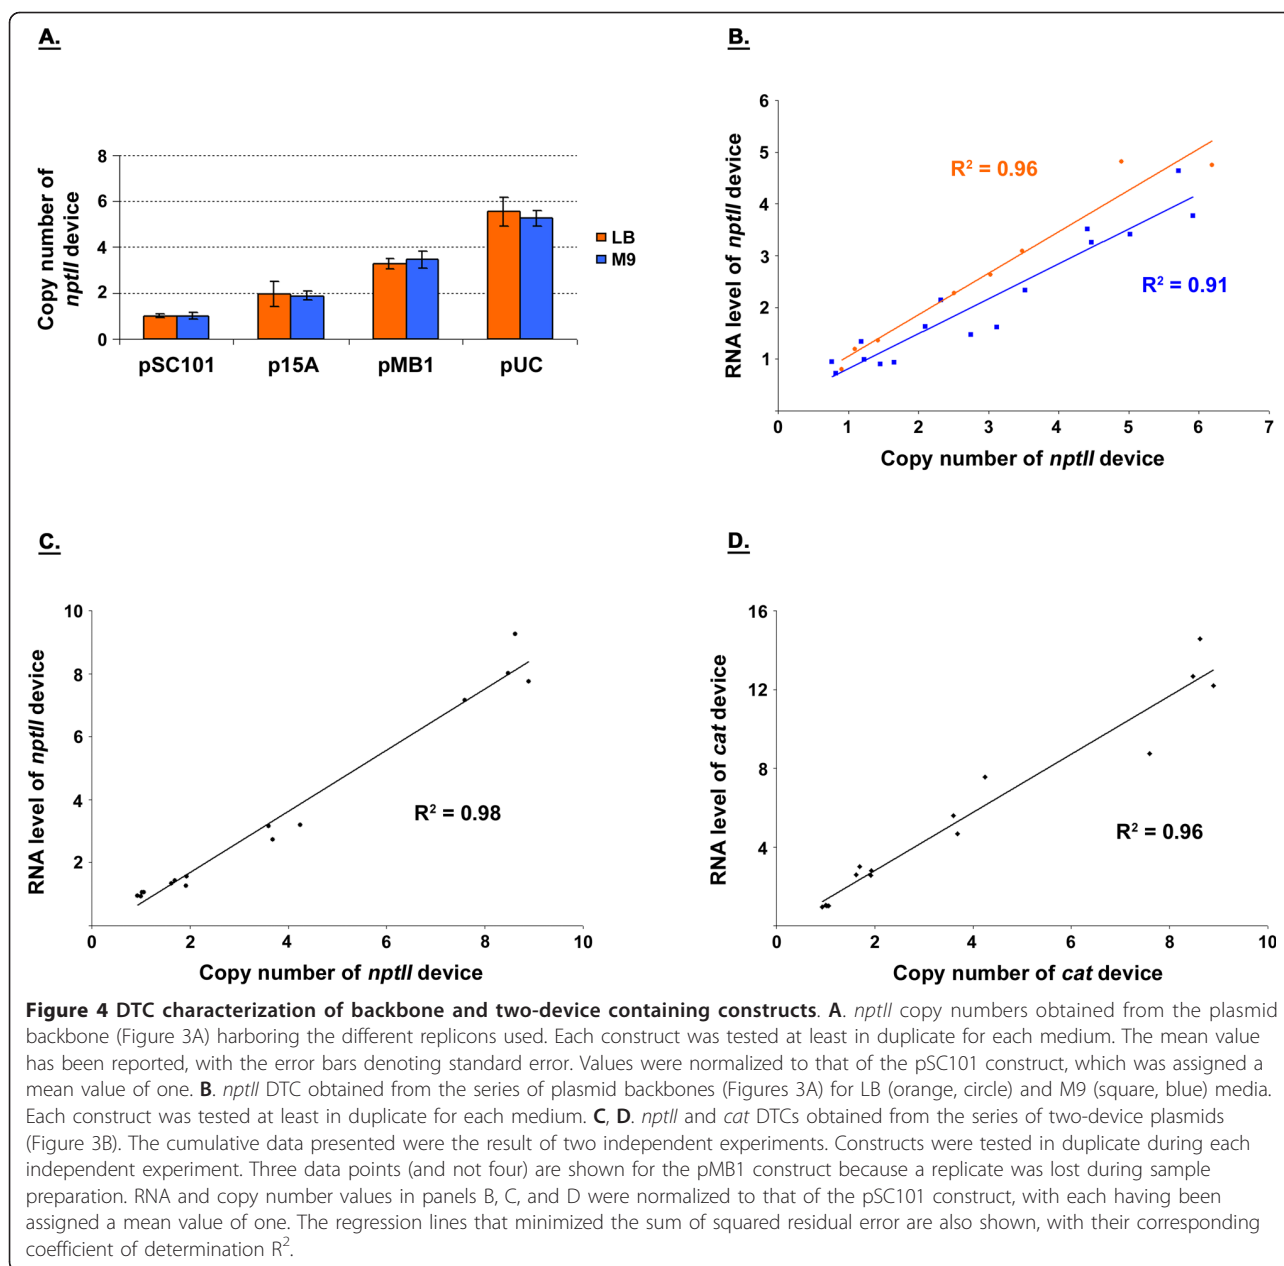 A.
Copy number of
nptII device
8
6
4
2
0
pSC101 p15A pMB1 pUC
LB
M9
B.
RNA level of nptII device
6
5
4
3
2
1
R² = 0.96
R² = 0.91
0 1 2 3 4 5 6 7
Copy number of nptII device
C.
RNA level of nptII device
10
8
6
4
2
R² = 0.98
0 2 4 6 8 10
Copy number of nptII device
D.
RNA level of cat device
16
12
8
4
R² = 0.96
0 2 4 6 8 10
Copy number of cat device
Figure 4 DTC characterization of backbone and two-device containing constructs. A. nptII copy numbers obtained from the plasmid
backbone (Figure 3A) harboring the different replicons used. Each construct was tested at least in duplicate for each medium. The mean value
has been reported, with the error bars denoting standard error. Values were normalized to that of the pSC101 construct, which was assigned a
mean value of one. B. nptII DTC obtained from the series of plasmid backbones (Figures 3A) for LB (orange, circle) and M9 (square, blue) media.
Each construct was tested at least in duplicate for each medium. C, D. nptII and cat DTCs obtained from the series of two-device plasmids
(Figure 3B). The cumulative data presented were the result of two independent experiments. Constructs were tested in duplicate during each
independent experiment. Three data points (and not four) are shown for the pMB1 construct because a replicate was lost during sample
preparation. RNA and copy number values in panels B, C, and D were normalized to that of the pSC101 construct, with each having been
assigned a mean value of one. The regression lines that minimized the sum of squared residual error are also shown, with their corresponding
coefficient of determination R².